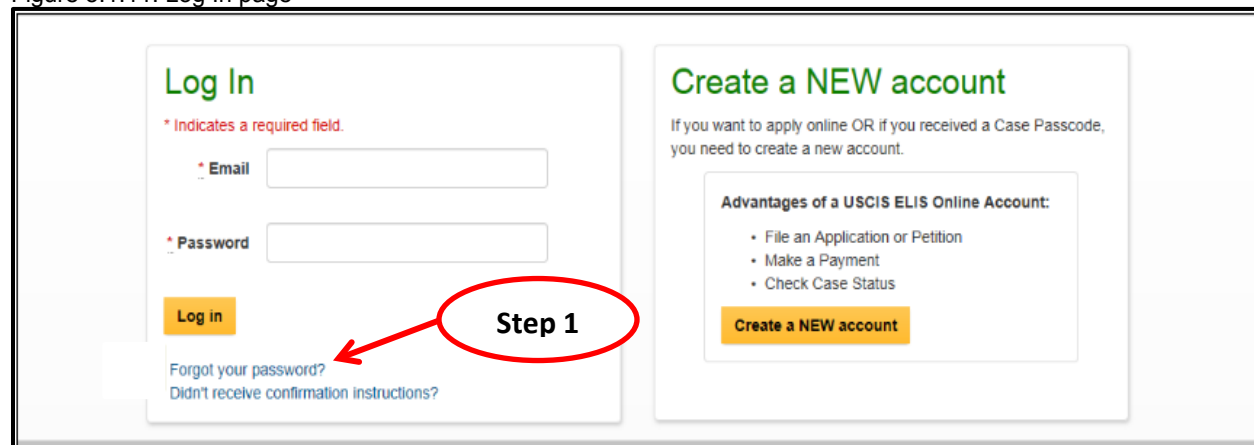 Log In
* Indicates a required field.
* Email
* Password
Log in
Step 1
Forgot your password?
Didn't receive confirmation instructions?
Create a NEW account
If you want to apply online OR if you received a Case Passcode,
you need to create a new account.
Advantages of a USCIS ELIS Online Account:
• File an Application or Petition
• Make a Payment
• Check Case Status
Create a NEW account